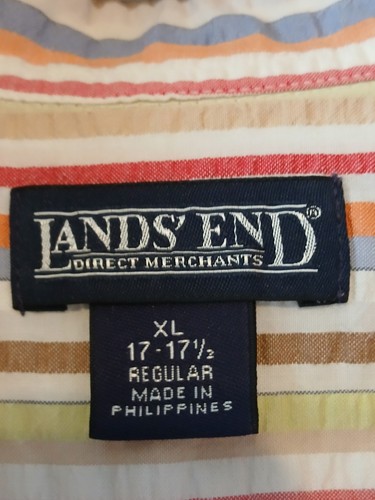 LANDS' END®
DIRECT MERCHANTS
XL
17-17½
REGULAR
MADE IN
PHILIPPINES